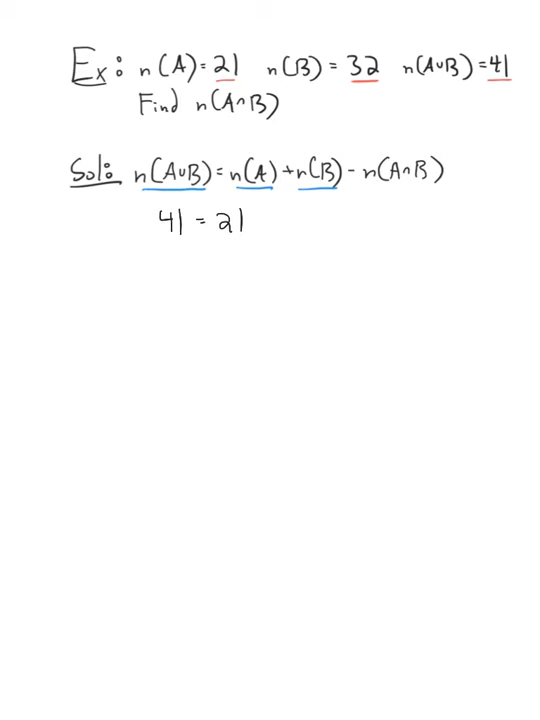 Ex: n(A)=21 n(B)=32 n(A∪B)=41
Find n(A∩B)
Sol: n(A∪B)=n(A)+n(B)-n(A∩B)
41 = 21